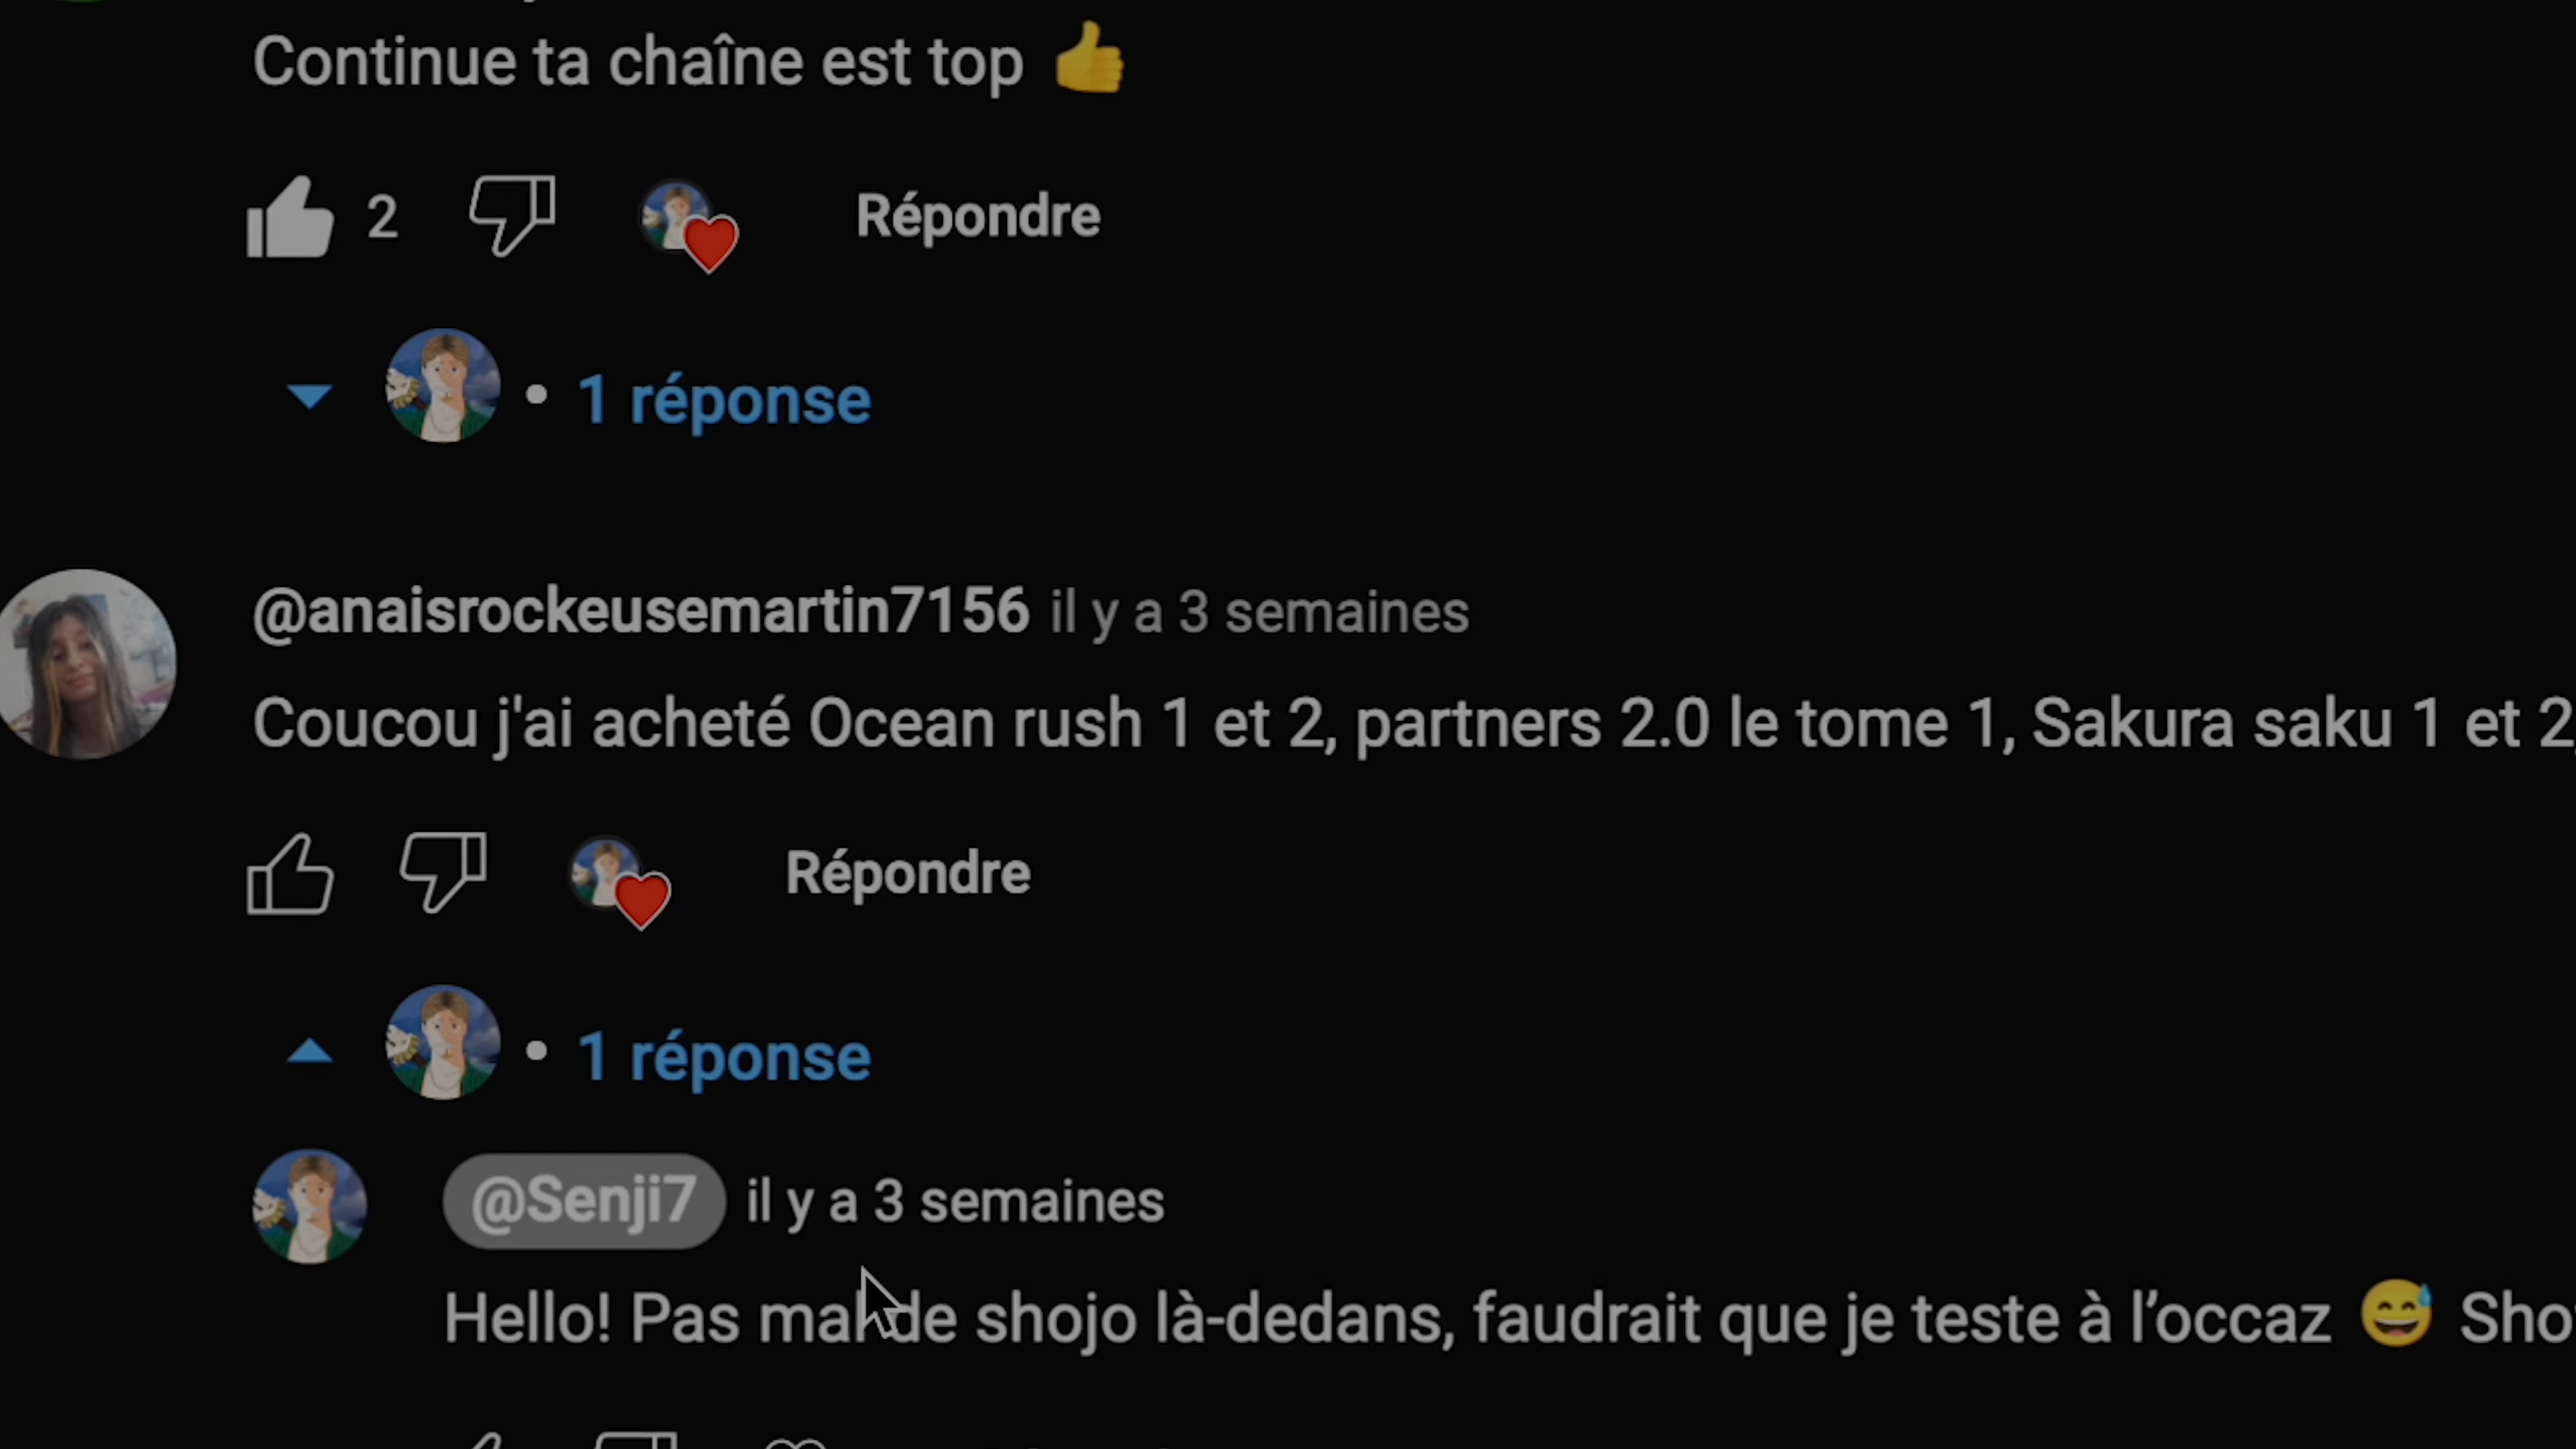 Continue ta chaîne est top 👍
2 Répondre
1 réponse
@anaisrockeusemartin7156 il y a 3 semaines
Coucou j'ai acheté Ocean rush 1 et 2, partners 2.0 le tome 1, Sakura saku 1 et 2,
Répondre
1 réponse
@Senji7 il y a 3 semaines
Hello! Pas mal de shojo là-dedans, faudrait que je teste à l’occaz 😅 Sho